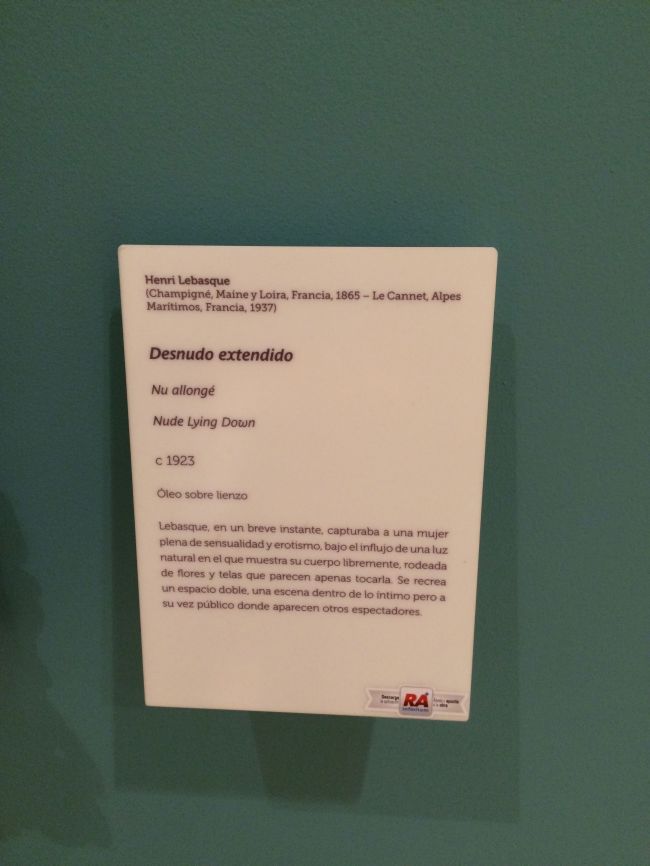 Henri Lebasque
(Champigné, Maine y Loira, Francia, 1865 – Le Cannet, Alpes
Marítimos, Francia, 1937)
Desnudo extendido
Nu allongé
Nude Lying Down
c 1923
Óleo sobre lienzo
Lebasque, en un breve instante, capturaba a una mujer
plena de sensualidad y erotismo, bajo el influjo de una luz
natural en el que muestra su cuerpo libremente, rodeada
de flores y telas que parecen apenas tocarla. Se recrea
un espacio doble, una escena dentro de lo íntimo pero a
su vez público donde aparecen otros espectadores.
Descarga
RA
apunta
a la obra